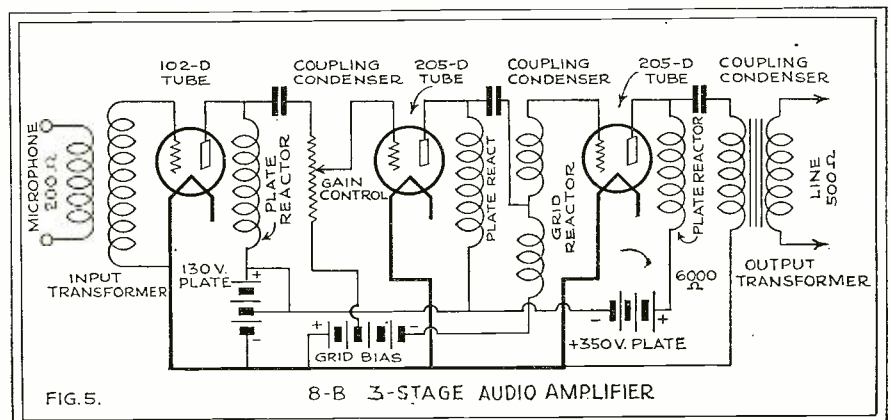 102-D
TUBE
COUPLING
CONDENSER
205-D
TUBE
COUPLING
CONDENSER
205-D
TUBE
COUPLING
CONDENSER
MICROPHONE
200 Ω
PLATE
REACTOR
GAIN
CONTROL
PLATE REACT
GRID
REACTOR
PLATE REACTOR
LINE
500 Ω
INPUT
TRANSFORMER
130 V.
PLATE
+
-
+
GRID BIAS
-
-
+
+350 V. PLATE
6000
Ω
OUTPUT
TRANSFORMER
FIG. 5.
8-B 3-STAGE AUDIO AMPLIFIER